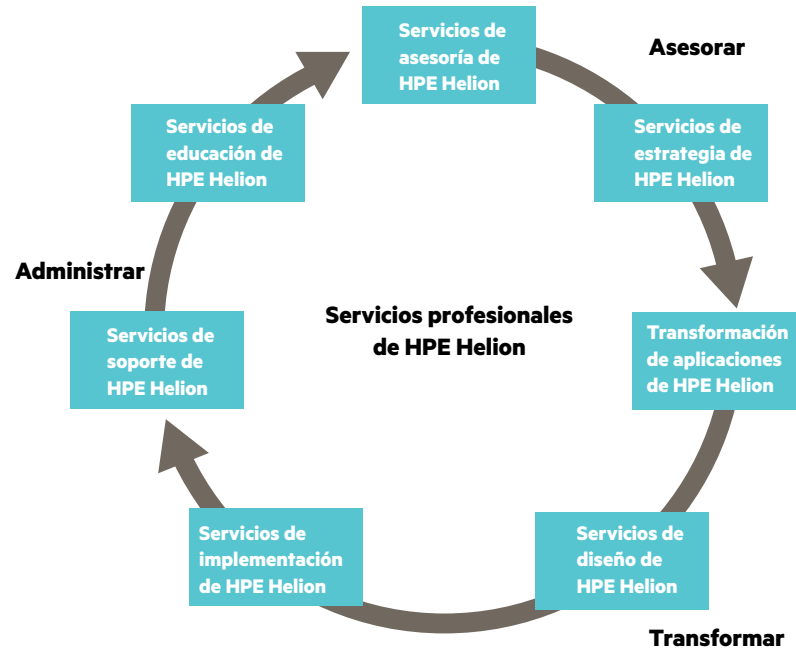 Servicios de
asesoría de
HPE Helion
Asesorar
Servicios de
estrategia de
HPE Helion
Transformación
de aplicaciones
de HPE Helion
Servicios de
diseño de
HPE Helion
Transformar
Servicios de
implementación
de HPE Helion
Servicios de
soporte de
HPE Helion
Administrar
Servicios de
educación de
HPE Helion
Servicios profesionales
de HPE Helion